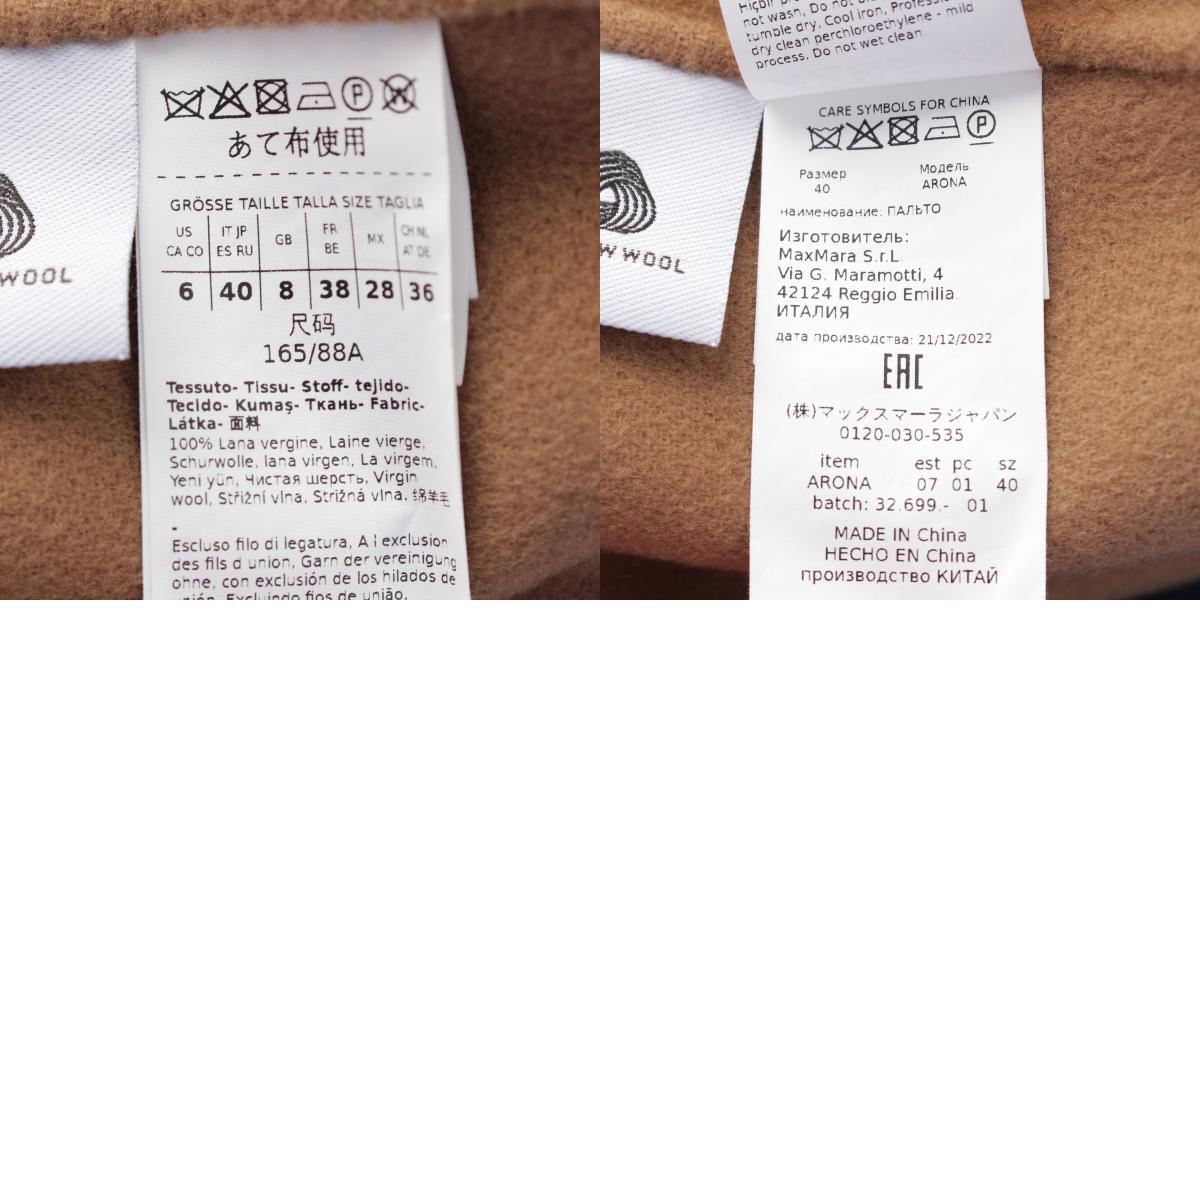 WOOL
あて布使用
GRÖSSE TAILLE TALLA SIZE TAGLIA
US IT JP GB FR MX CH NL
CA CO ES RU BE AT DE
6 40 8 38 28 36
尺码
165/88A
Tessuto- Tissu- Stoff- tejido-
Tecido- Kumaş- Ткань- Fabric-
Látka- 面料
100% Lana vergine, Laine vierge,
Schurwolle, lana virgen, La virgem,
Yeni yün, Чистая шерсть, Virgin
wool, Střižní vlna, Strižná vlna, 绵羊毛
-
Escluso filo di legatura, A l exclusion
des fils d union, Garn der vereinigung
ohne, con exclusión de los hilados de
unión, Excluindo fios de união,
not wash, Do not
tumble dry, Cool iron,
dry clean perchloroethylene - mild
process, Do not wet clean
W WOOL
CARE SYMBOLS FOR CHINA
P
Размер Модель
40 ARONA
наименование: ПАЛЬТО
Изготовитель:
MaxMara S.r.L.
Via G. Maramotti, 4
42124 Reggio Emilia.
ИТАЛИЯ
дата производства: 21/12/2022
EAC
(株)マックスマーラジャパン
0120-030-535
item est pc sz
ARONA 07 01 40
batch: 32.699.- 01
MADE IN China
HECHO EN China
производство КИТАЙ